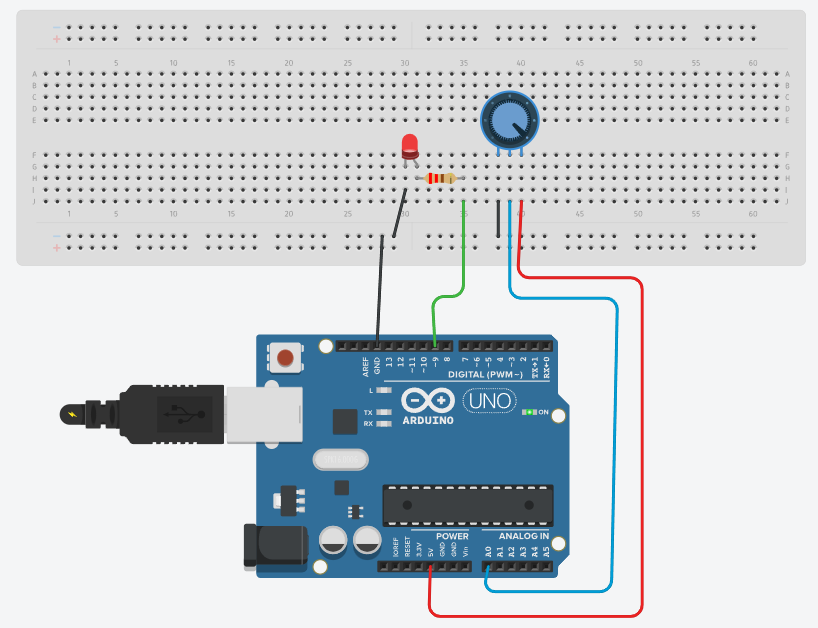 1 5 10 15 20 25 30 35 40 45 50 55 60
A A
B B
C C
D D
E E
F F
G G
H H
I I
J J
1 5 10 15 20 25 30 35 40 45 50 55 60
AREF
GND
13
12
~11
~10
~9
8
7
~6
~5
4
~3
2
TX→1
RX←0
DIGITAL (PWM~)
L
TX
RX
ARDUINO
UNO
ON
POWER
ANALOG IN
IOREF
RESET
3.3V
5V
GND
GND
Vin
A0
A1
A2
A3
A4
A5